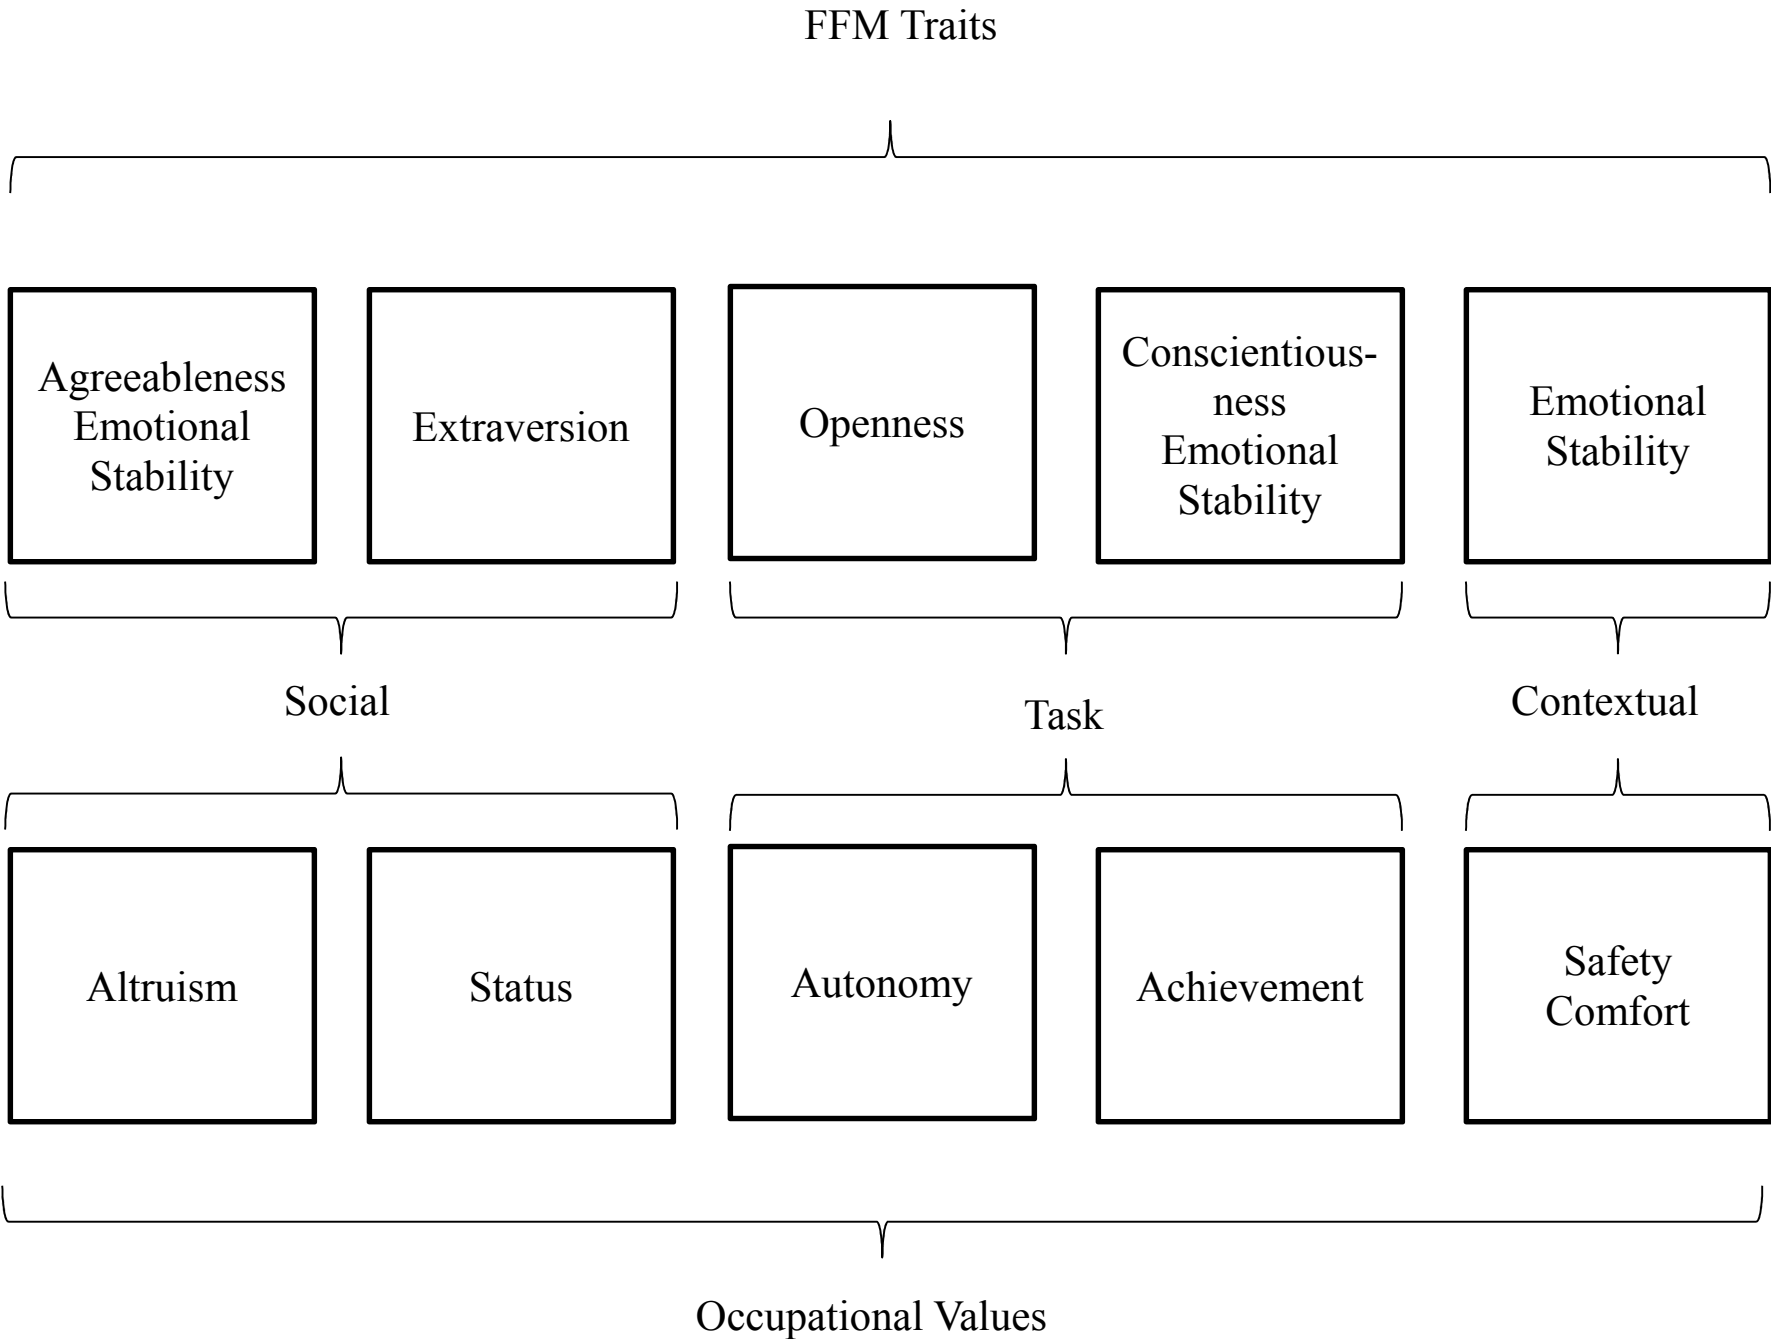 FFM Traits
Agreeableness
Emotional
Stability
Extraversion
Openness
Conscientious-
ness
Emotional
Stability
Emotional
Stability
Social
Task
Contextual
Altruism
Status
Autonomy
Achievement
Safety
Comfort
Occupational Values